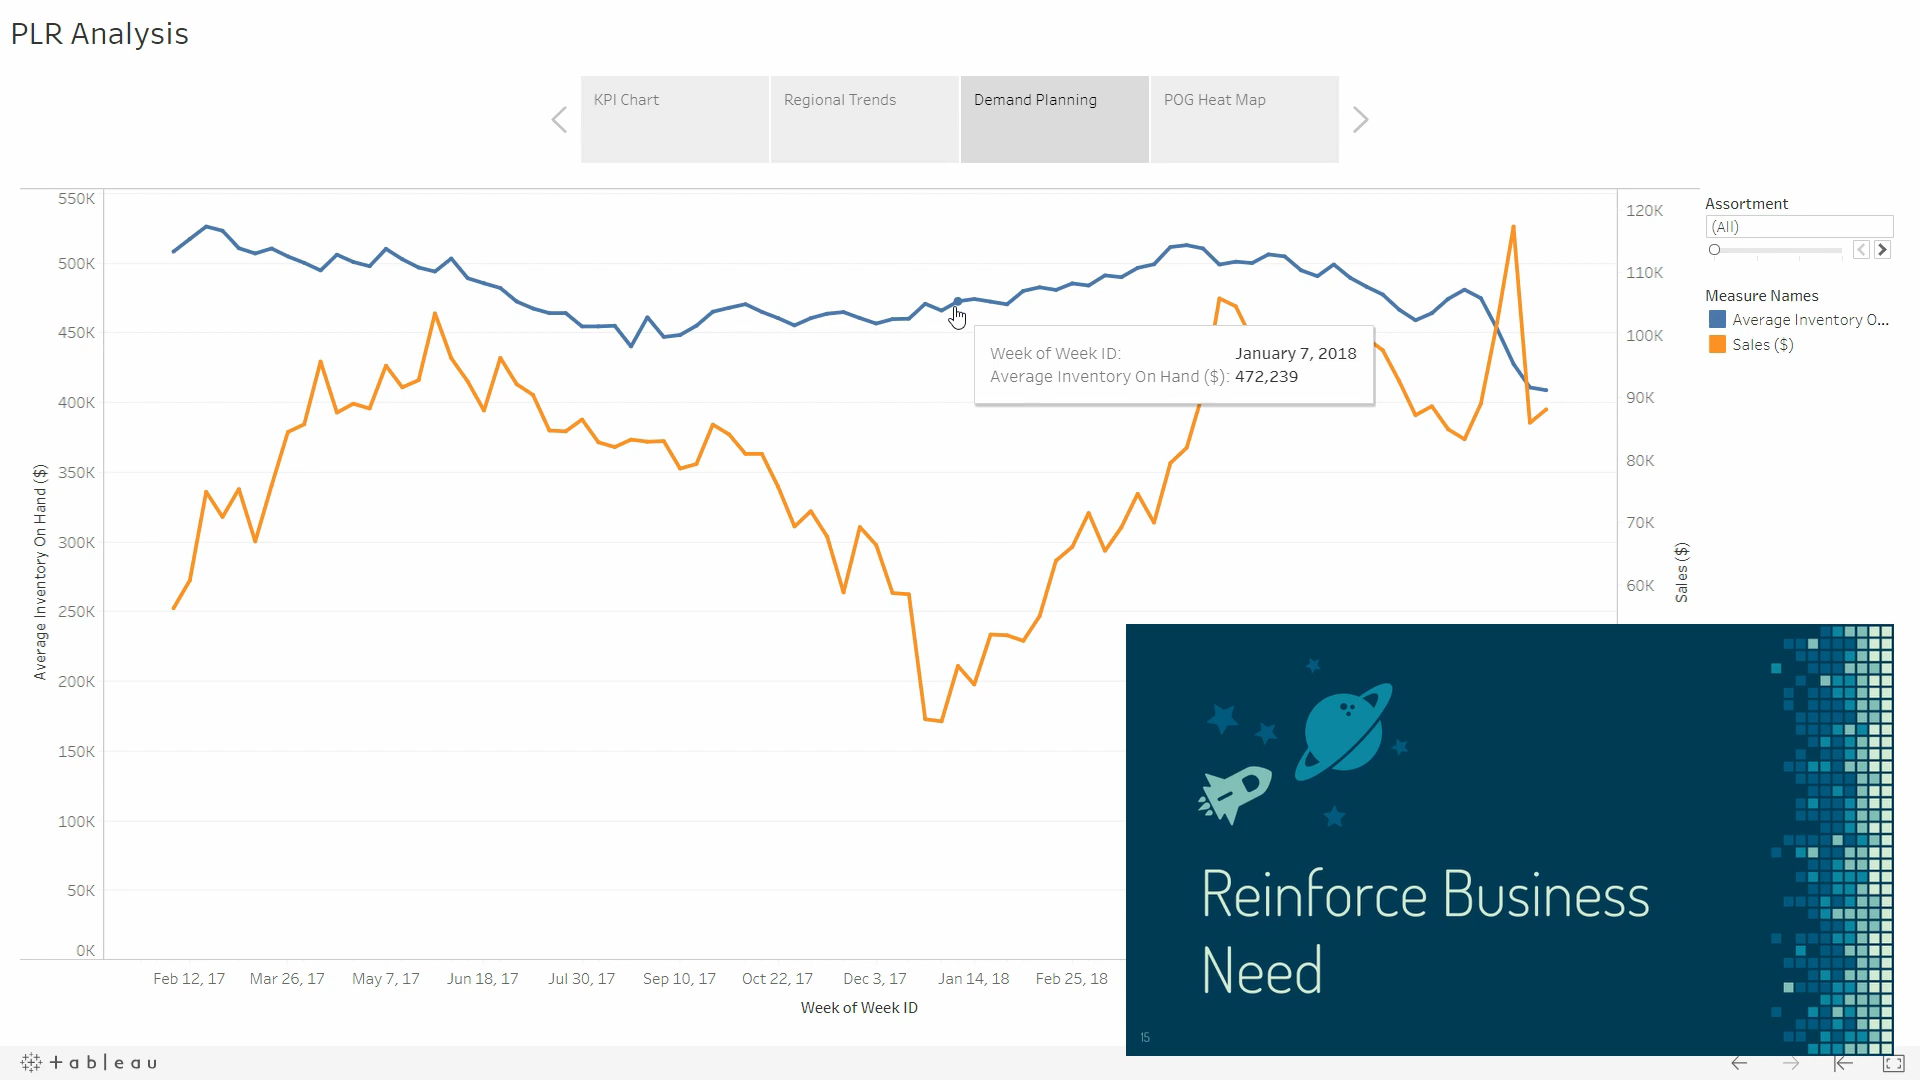 PLR Analysis
KPI Chart
Regional Trends
Demand Planning
POG Heat Map
550K
500K
450K
400K
350K
300K
250K
200K
150K
100K
50K
0K
Average Inventory On Hand ($)
120K
110K
100K
90K
80K
70K
60K
Sales ($)
Week of Week ID: January 7, 2018
Average Inventory On Hand ($): 472,239
Assortment
(All)
Measure Names
Average Inventory O...
Sales ($)
Feb 12, 17
Mar 26, 17
May 7, 17
Jun 18, 17
Jul 30, 17
Sep 10, 17
Oct 22, 17
Dec 3, 17
Jan 14, 18
Feb 25, 18
Week of Week ID
Reinforce Business
Need
15
tableau